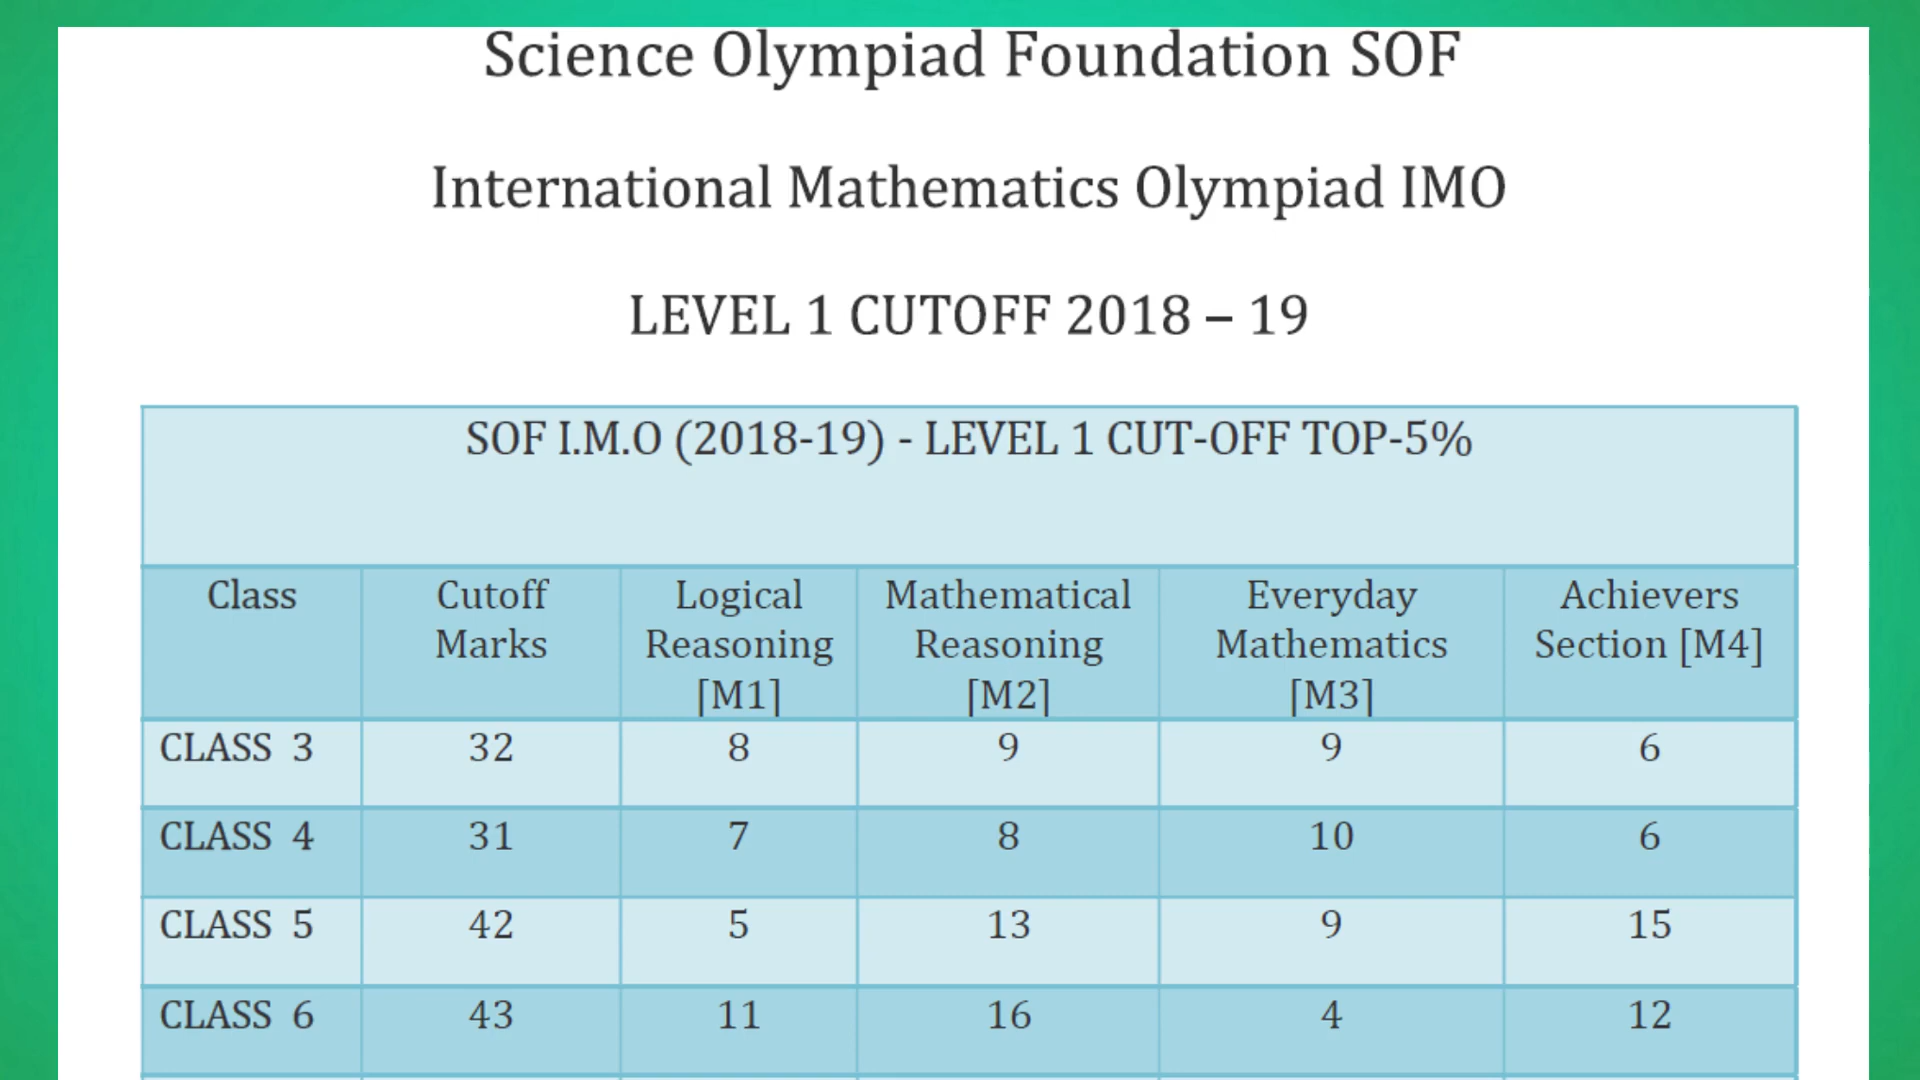 Science Olympiad Foundation SOF
International Mathematics Olympiad IMO
LEVEL 1 CUTOFF 2018 – 19
SOF I.M.O (2018-19) - LEVEL 1 CUT-OFF TOP-5%
Class Cutoff Marks Logical Reasoning [M1] Mathematical Reasoning [M2] Everyday Mathematics [M3] Achievers Section [M4]
CLASS 3 32 8 9 9 6
CLASS 4 31 7 8 10 6
CLASS 5 42 5 13 9 15
CLASS 6 43 11 16 4 12